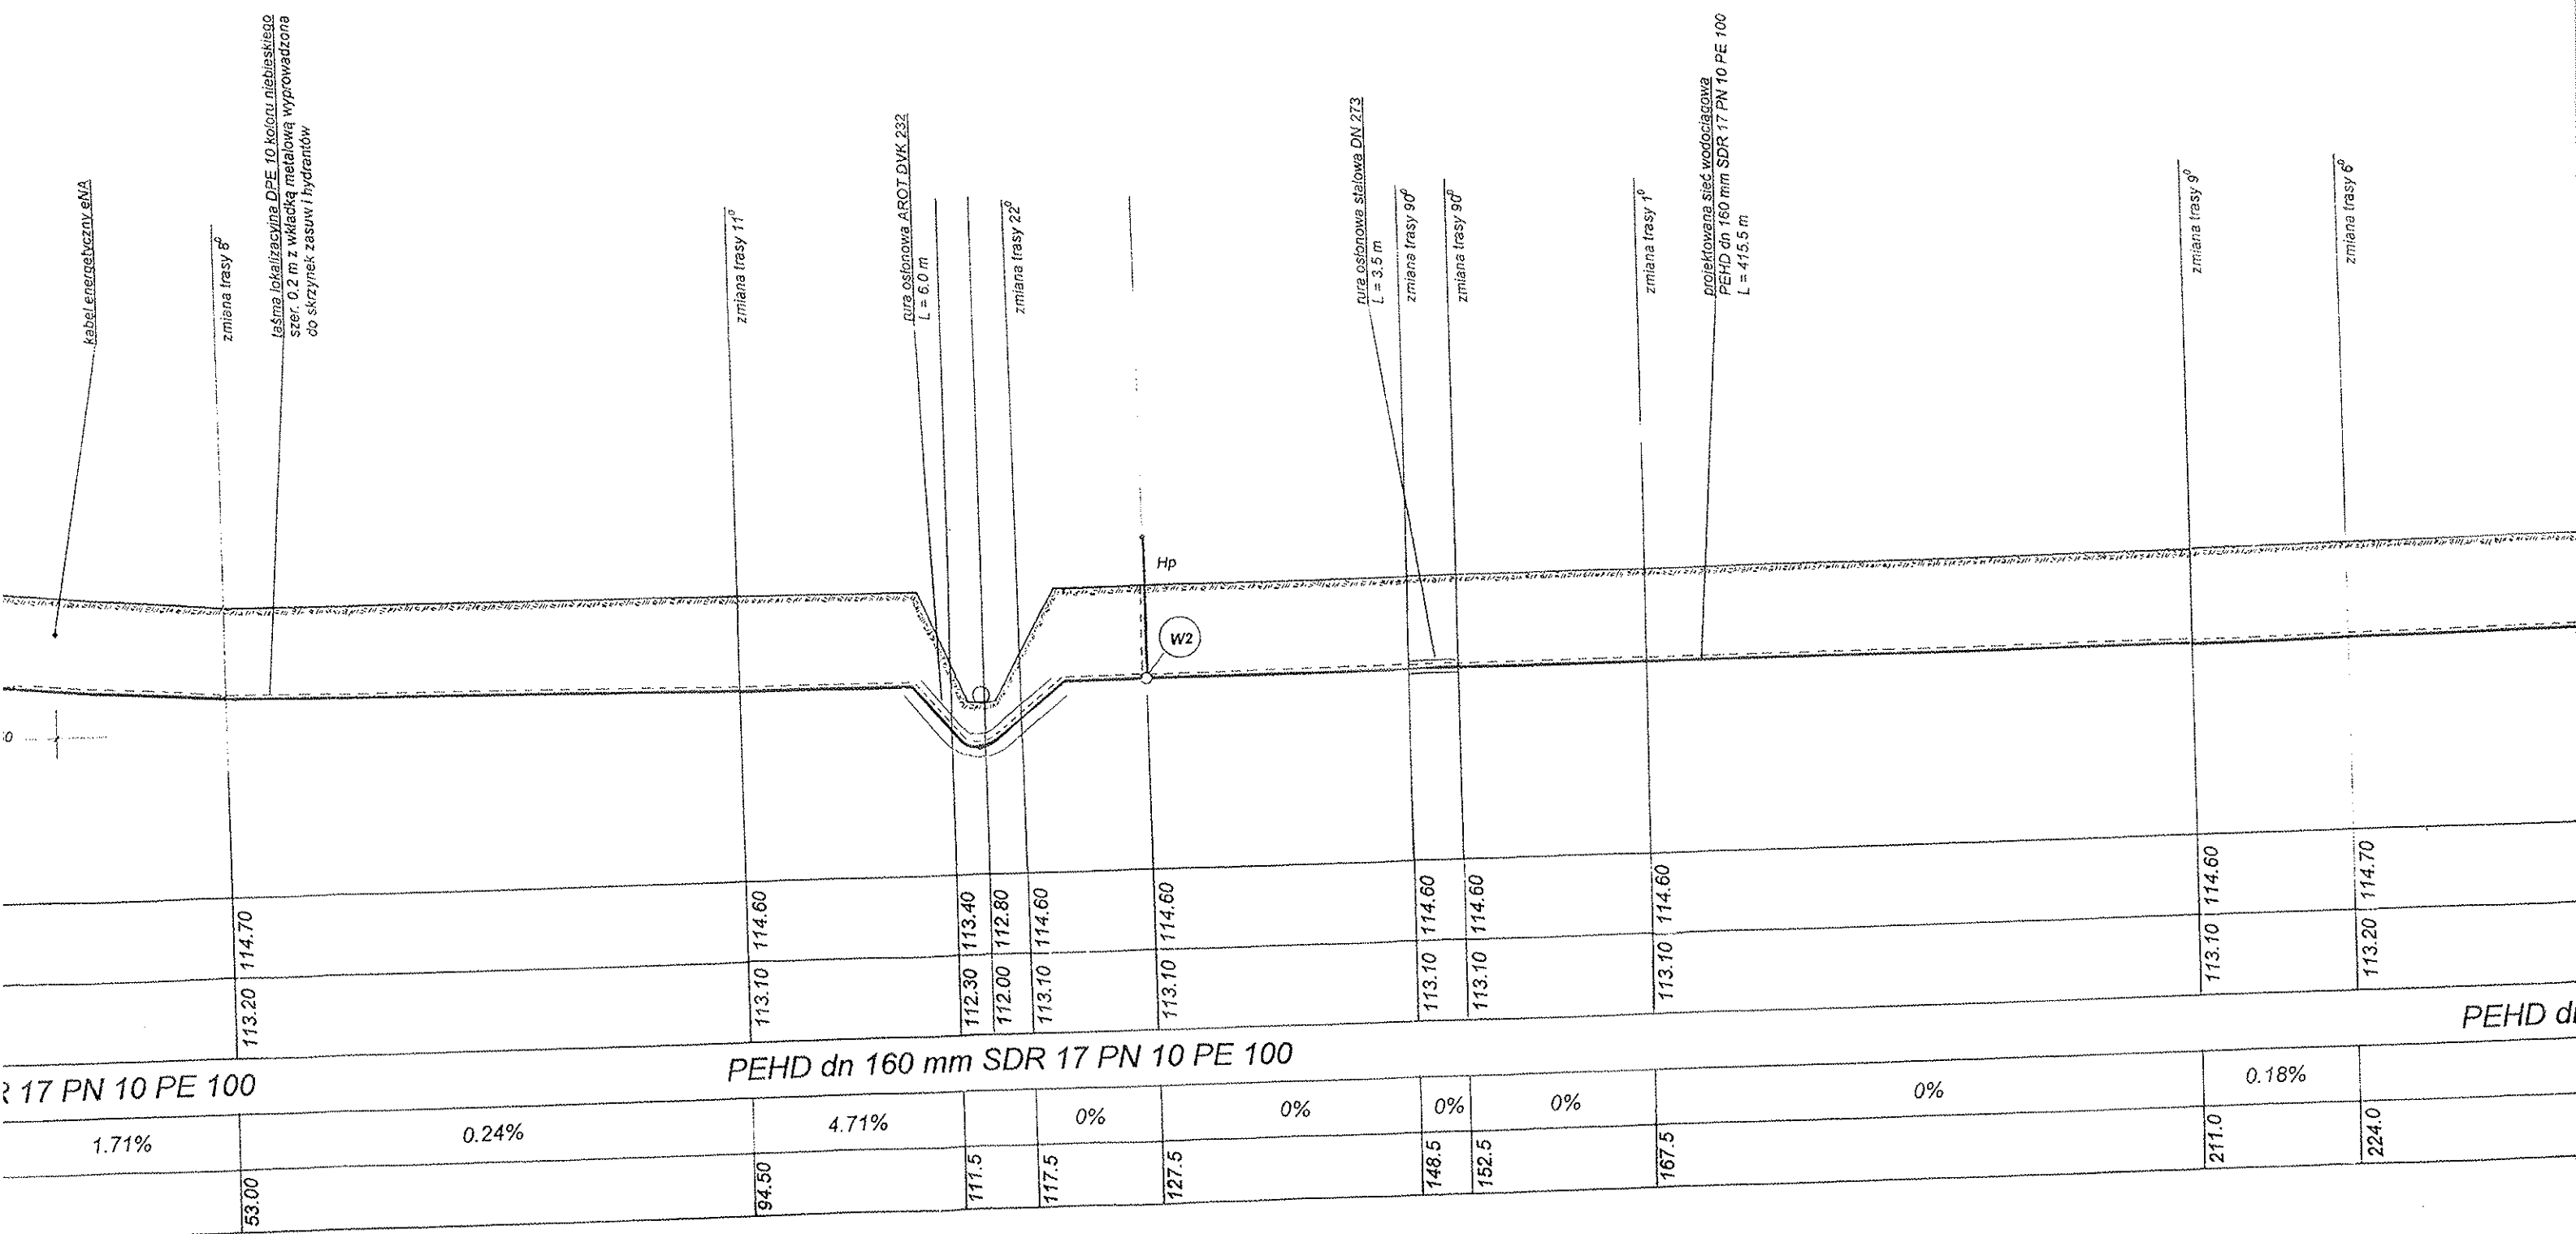 kabel energetyczny eNA
zmiana trasy 8⁰
taśma lokalizacyjna DPE 10 koloru niebieskiego
szer. 0.2 m z wkładką metalową wyprowadzona
do skrzynek zasuw i hydrantów
zmiana trasy 11⁰
rura osłonowa AROT DVK 232
L = 6.0 m
zmiana trasy 22⁰
rura osłonowa stalowa DN 273
L = 3.5 m
zmiana trasy 90⁰
zmiana trasy 90⁰
zmiana trasy 1⁰
projektowana sieć wodociągowa
PEHD dn 160 mm SDR 17 PN 10 PE 100
L = 415.5 m
zmiana trasy 9⁰
zmiana trasy 6⁰
Hp
W2
114.70
114.60
113.40
112.80
114.60
114.60
114.60
114.60
114.60
114.60
114.70
113.20
113.10
112.30
112.00
113.10
113.10
113.10
113.10
113.10
113.10
113.20
17 PN 10 PE 100
PEHD dn 160 mm SDR 17 PN 10 PE 100
PEHD
1.71%
0.24%
4.71%
0%
0%
0%
0%
0%
0.18%
53.00
94.50
111.5
117.5
127.5
148.5
152.5
167.5
211.0
224.0